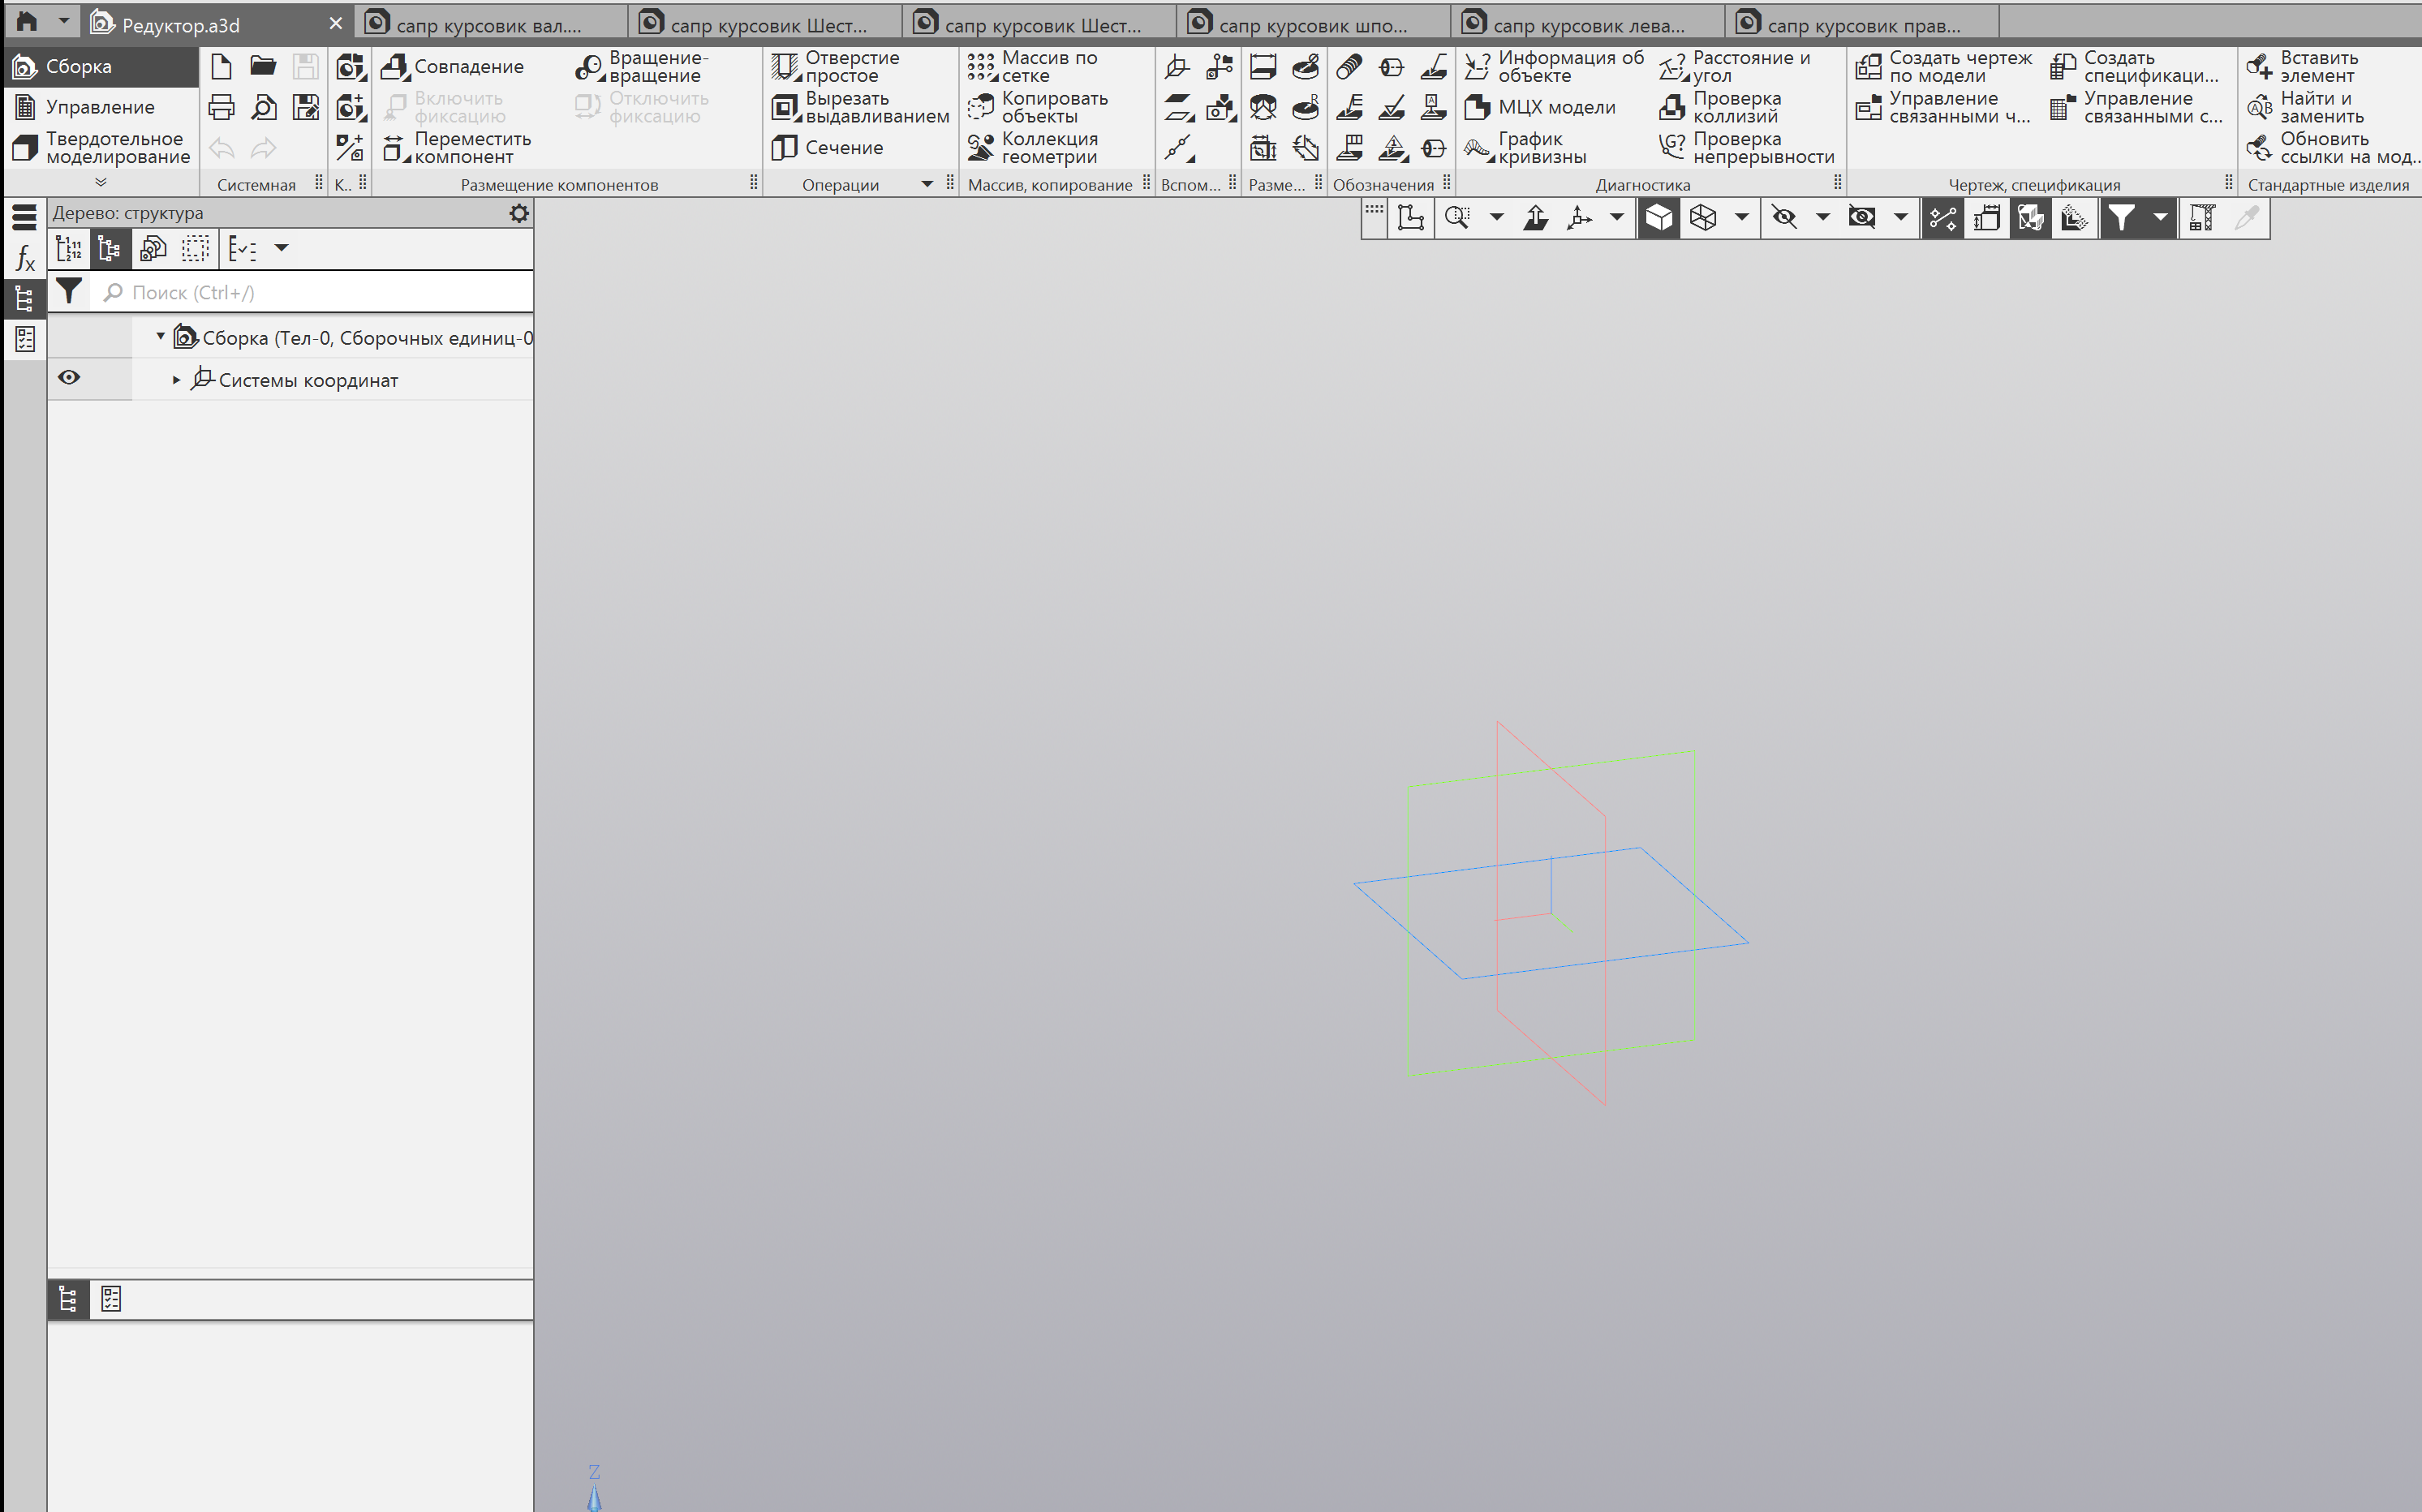 Редуктор.a3d
сапр курсовик вал....
сапр курсовик Шест...
сапр курсовик Шест...
сапр курсовик шпо...
сапр курсовик лева...
сапр курсовик прав...
Сборка
Управление
Твердотельное
моделирование
Системная
К..
Совпадение
Включить
фиксацию
Переместить
компонент
Вращение-
вращение
Отключить
фиксацию
Размещение компонентов
Отверстие
простое
Вырезать
выдавливанием
Сечение
Операции
Массив по
сетке
Копировать
объекты
Коллекция
геометрии
Массив, копирование
Вспом...
Разме...
Обозначения
Информация об
объекте
МЦХ модели
График
кривизны
Расстояние и
угол
Проверка
коллизий
Проверка
непрерывности
Диагностика
Создать чертеж
по модели
Управление
связанными ч...
Создать
спецификаци...
Управление
связанными с...
Чертеж, спецификация
Вставить
элемент
Найти и
заменить
Обновить
ссылки на мод..
Стандартные изделия
Дерево: структура
fx
Поиск (Ctrl+/)
Сборка (Тел-0, Сборочных единиц-0
Системы координат
Z